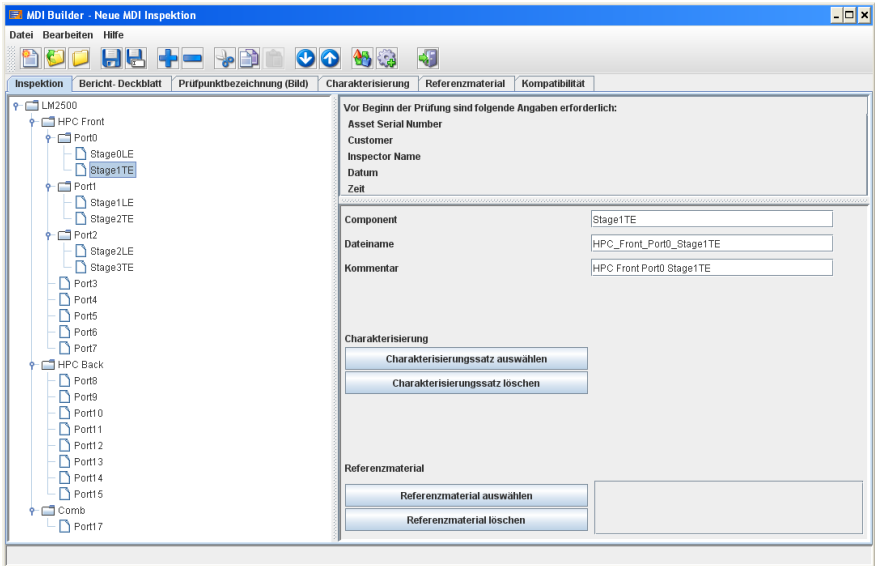 MDI Builder - Neue MDI Inspektion
Datei Bearbeiten Hilfe
Inspektion Bericht- Deckblatt Prüfpunktbezeichnung (Bild) Charakterisierung Referenzmaterial Kompatibilität
LM2500
HPC Front
Port0
Stage0LE
Stage1TE
Port1
Stage1LE
Stage2TE
Port2
Stage2LE
Stage3TE
Port3
Port4
Port5
Port6
Port7
HPC Back
Port8
Port9
Port10
Port11
Port12
Port13
Port14
Port15
Comb
Port17
Vor Beginn der Prüfung sind folgende Angaben erforderlich:
Asset Serial Number
Customer
Inspector Name
Datum
Zeit
Component Stage1TE
Dateiname HPC_Front_Port0_Stage1TE
Kommentar HPC Front Port0 Stage1TE
Charakterisierung
Charakterisierungssatz auswählen
Charakterisierungssatz löschen
Referenzmaterial
Referenzmaterial auswählen
Referenzmaterial löschen